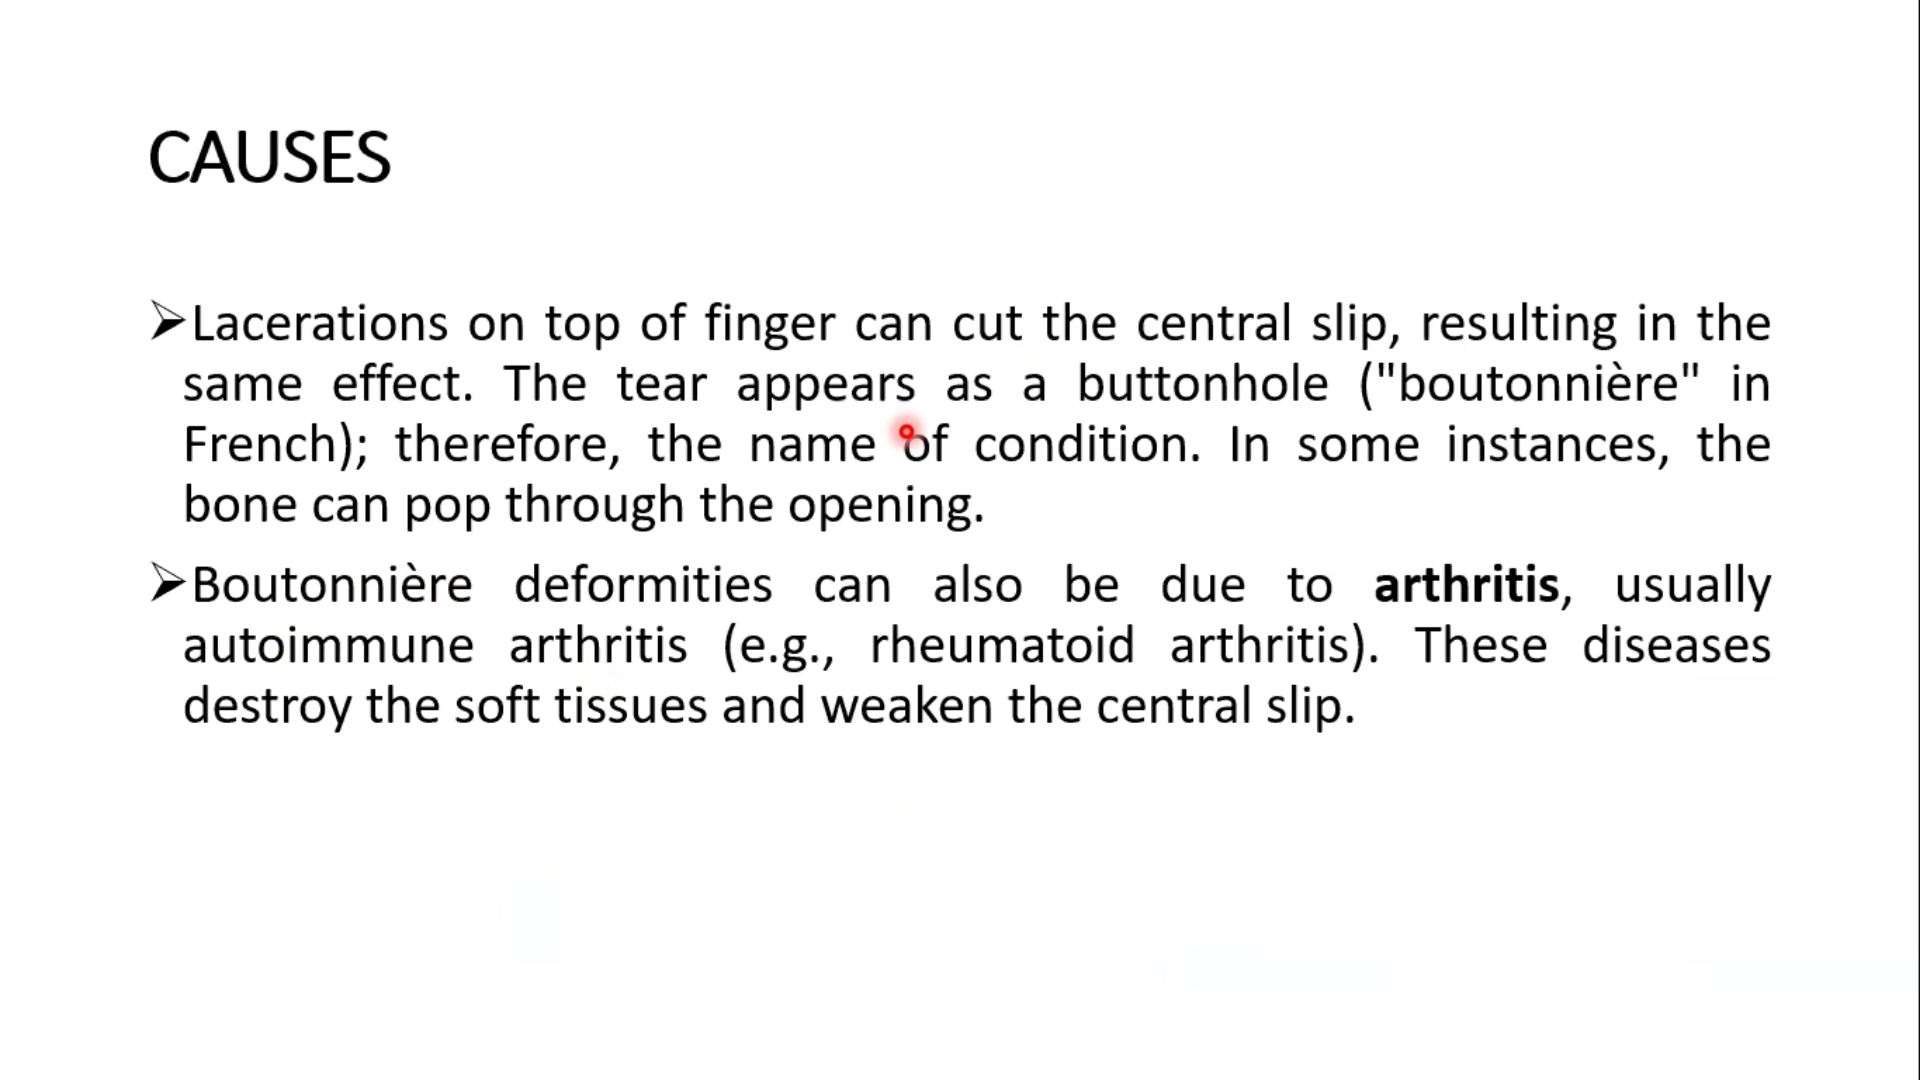 CAUSES
➢Lacerations on top of finger can cut the central slip, resulting in the
same effect. The tear appears as a buttonhole ("boutonnière" in
French); therefore, the name of condition. In some instances, the
bone can pop through the opening.
➢Boutonnière deformities can also be due to arthritis, usually
autoimmune arthritis (e.g., rheumatoid arthritis). These diseases
destroy the soft tissues and weaken the central slip.